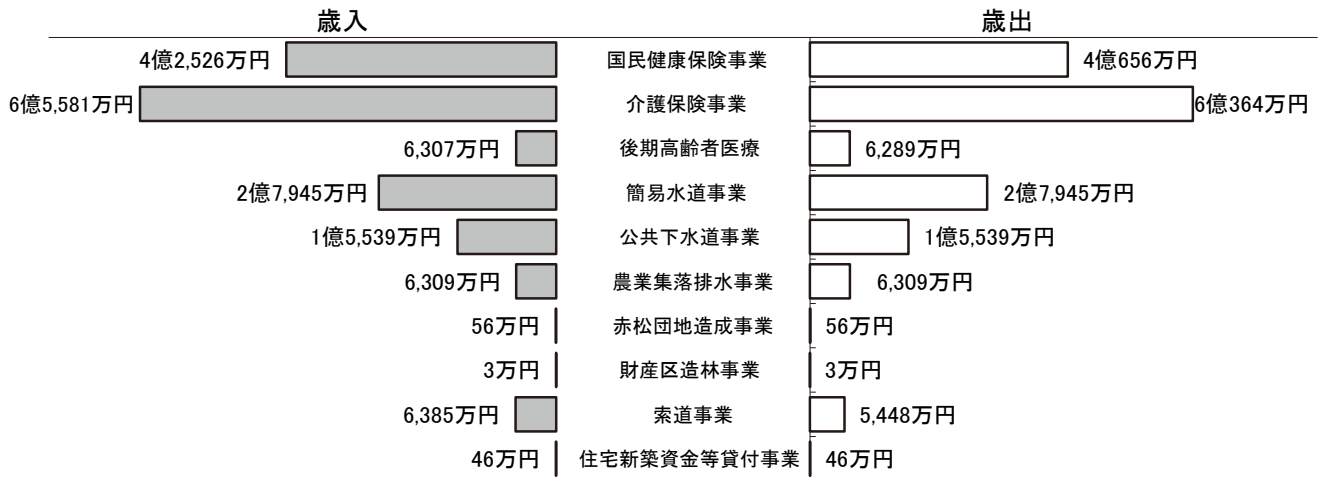 歳入 歳出
4億2,526万円 国民健康保険事業 4億656万円
6億5,581万円 介護保険事業 6億364万円
6,307万円 後期高齢者医療 6,289万円
2億7,945万円 簡易水道事業 2億7,945万円
1億5,539万円 公共下水道事業 1億5,539万円
6,309万円 農業集落排水事業 6,309万円
56万円 赤松団地造成事業 56万円
3万円 財産区造林事業 3万円
6,385万円 索道事業 5,448万円
46万円 住宅新築資金等貸付事業 46万円